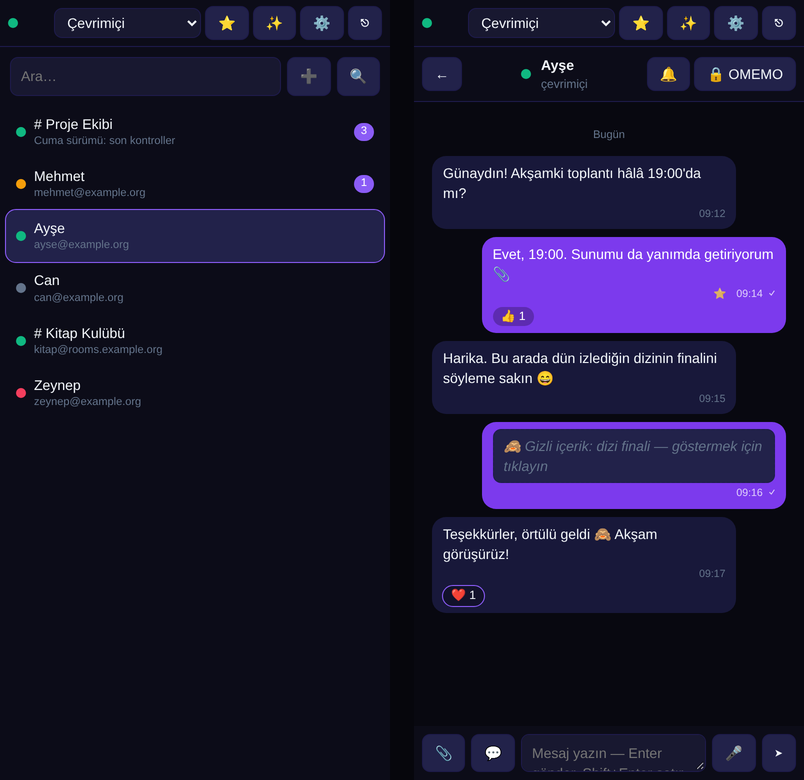 Çevrimiçi
Ara…
# Proje Ekibi
Cuma sürümü: son kontroller
3
Mehmet
mehmet@example.org
1
Ayşe
ayse@example.org
Can
can@example.org
# Kitap Kulübü
kitap@rooms.example.org
Zeynep
zeynep@example.org
Çevrimiçi
←
Ayşe
çevrimiçi
🔒 OMEMO
Bugün
Günaydın! Akşamki toplantı hâlâ 19:00'da
mı?
09:12
Evet, 19:00. Sunumu da yanımda getiriyorum
📎
⭐ 09:14 ✓
👍 1
Harika. Bu arada dün izlediğin dizinin finalini
söyleme sakın 😄
09:15
🙈 Gizli içerik: dizi finali — göstermek için
tıklayın
09:16 ✓
Teşekkürler, örtülü geldi 🙈 Akşam
görüşürüz!
09:17
❤️ 1
Mesaj yazın — Enter